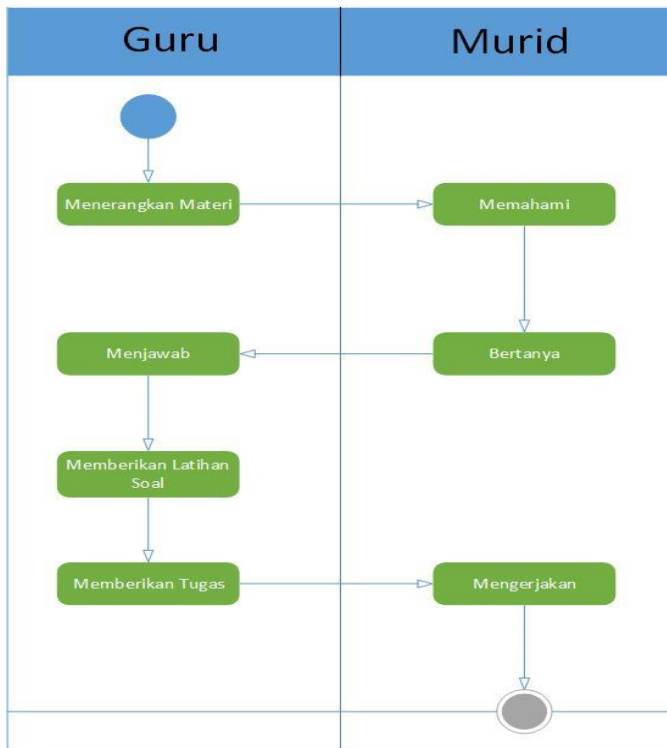 Guru
Murid
Menerangkan Materi
Memahami
Menjawab
Bertanya
Memberikan Latihan
Soal
Memberikan Tugas
Mengerjakan